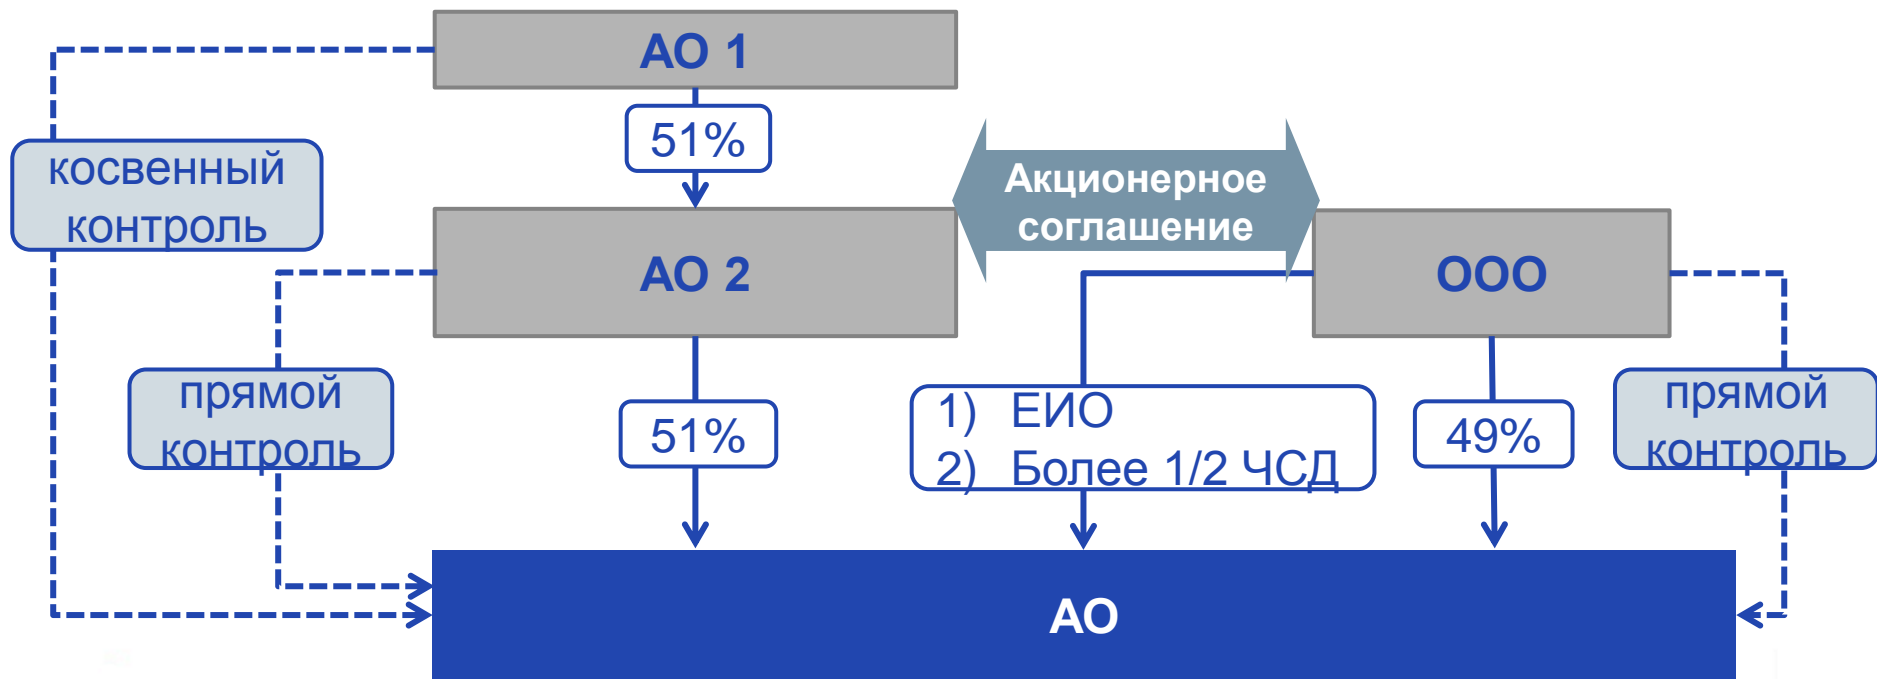 АО 1
51%
косвенный
контроль
Акционерное
соглашение
АО 2
ООО
прямой
контроль
51%
1) ЕИО
2) Более 1/2 ЧСД
49%
прямой
контроль
АО